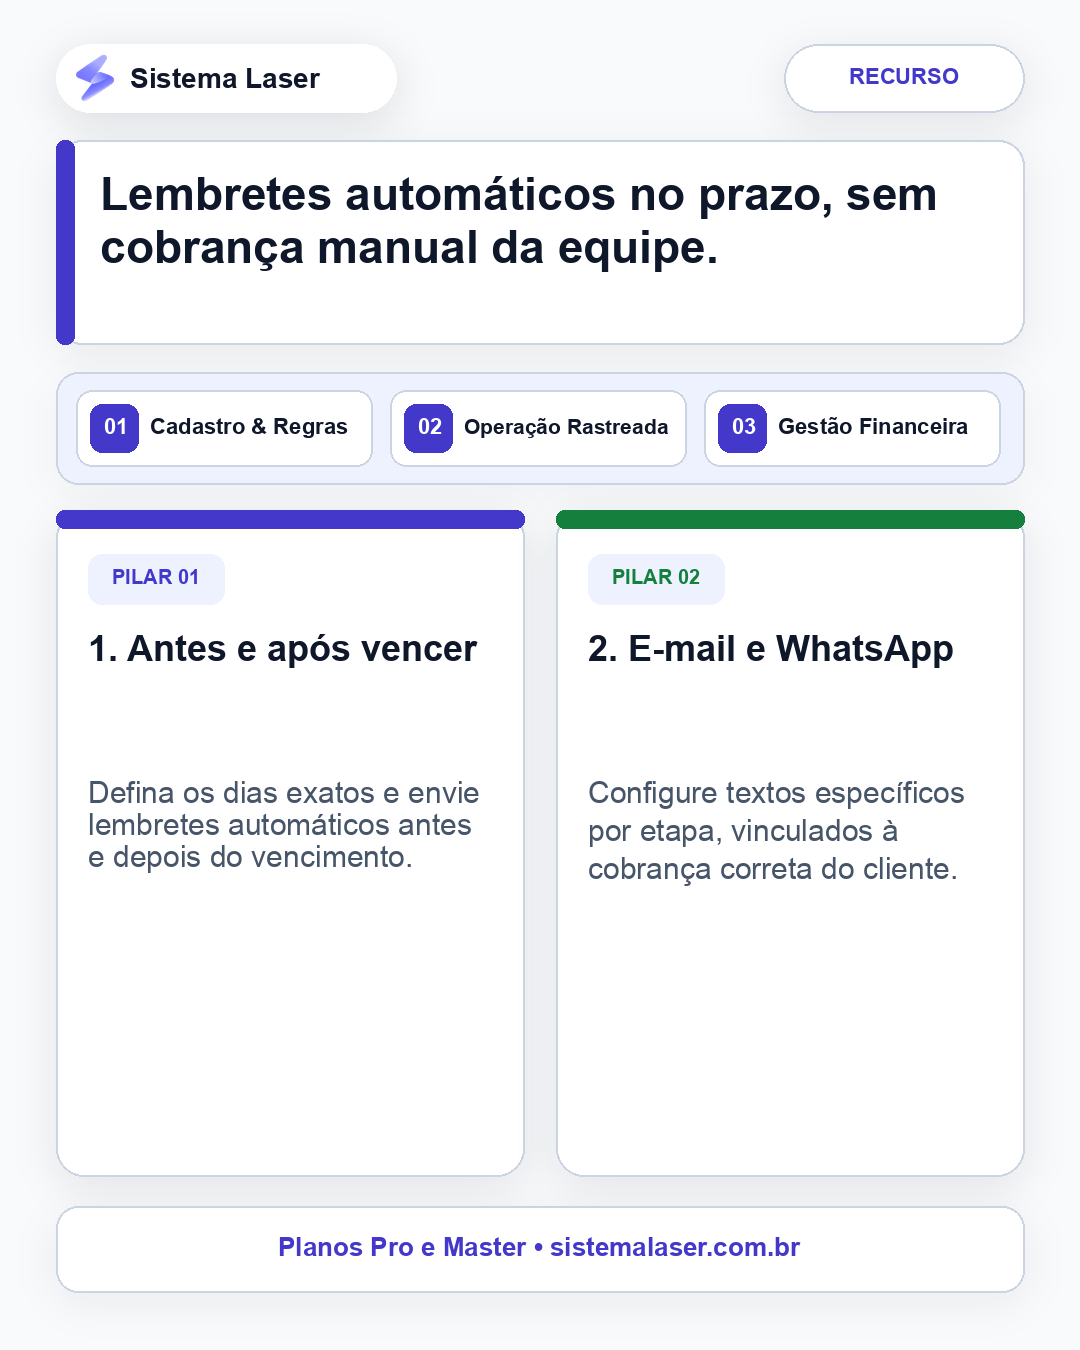 Sistema Laser
RECURSO
Lembretes automáticos no prazo, sem
cobrança manual da equipe.
01 Cadastro & Regras
02 Operação Rastreada
03 Gestão Financeira
PILAR 01
1. Antes e após vencer
Defina os dias exatos e envie
lembretes automáticos antes
e depois do vencimento.
PILAR 02
2. E-mail e WhatsApp
Configure textos específicos
por etapa, vinculados à
cobrança correta do cliente.
Planos Pro e Master • sistemalaser.com.br